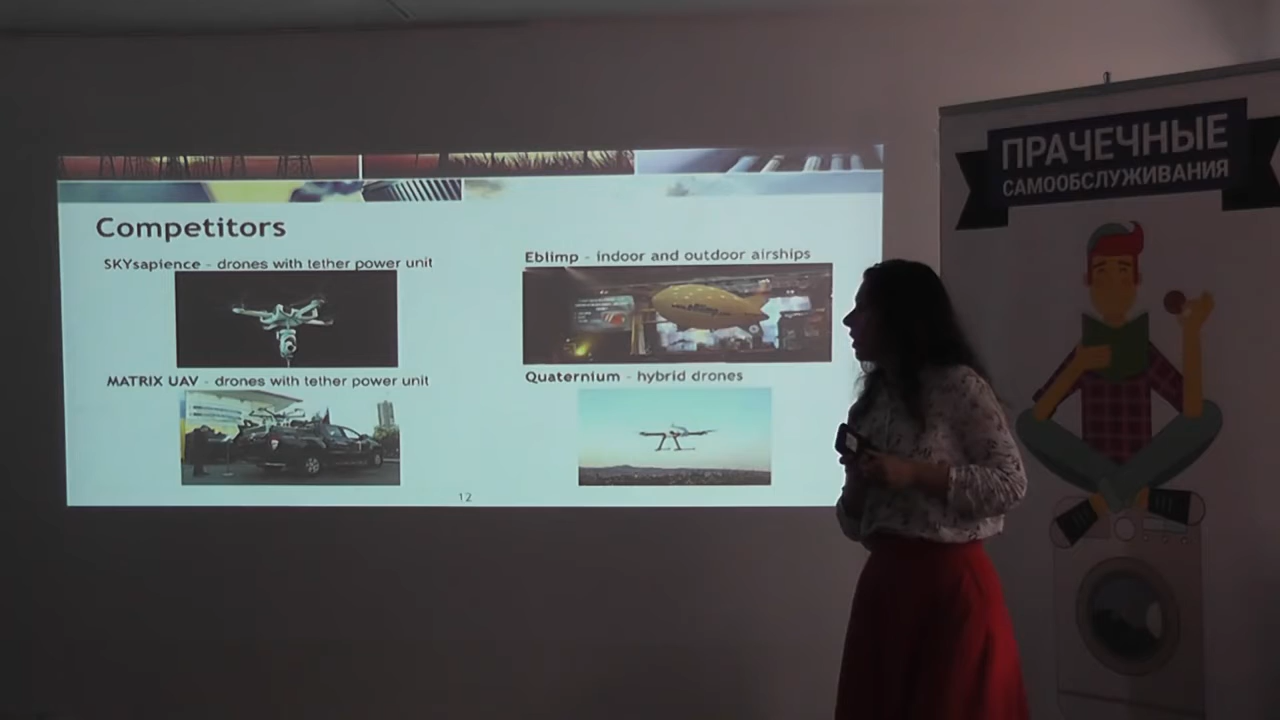 Competitors
SKYsapience - drones with tether power unit
Eblimp - indoor and outdoor airships
MATRIX UAV - drones with tether power unit
Quaternium - hybrid drones
12
ПРАЧЕЧНЫЕ
САМООБСЛУЖИВАНИЯ